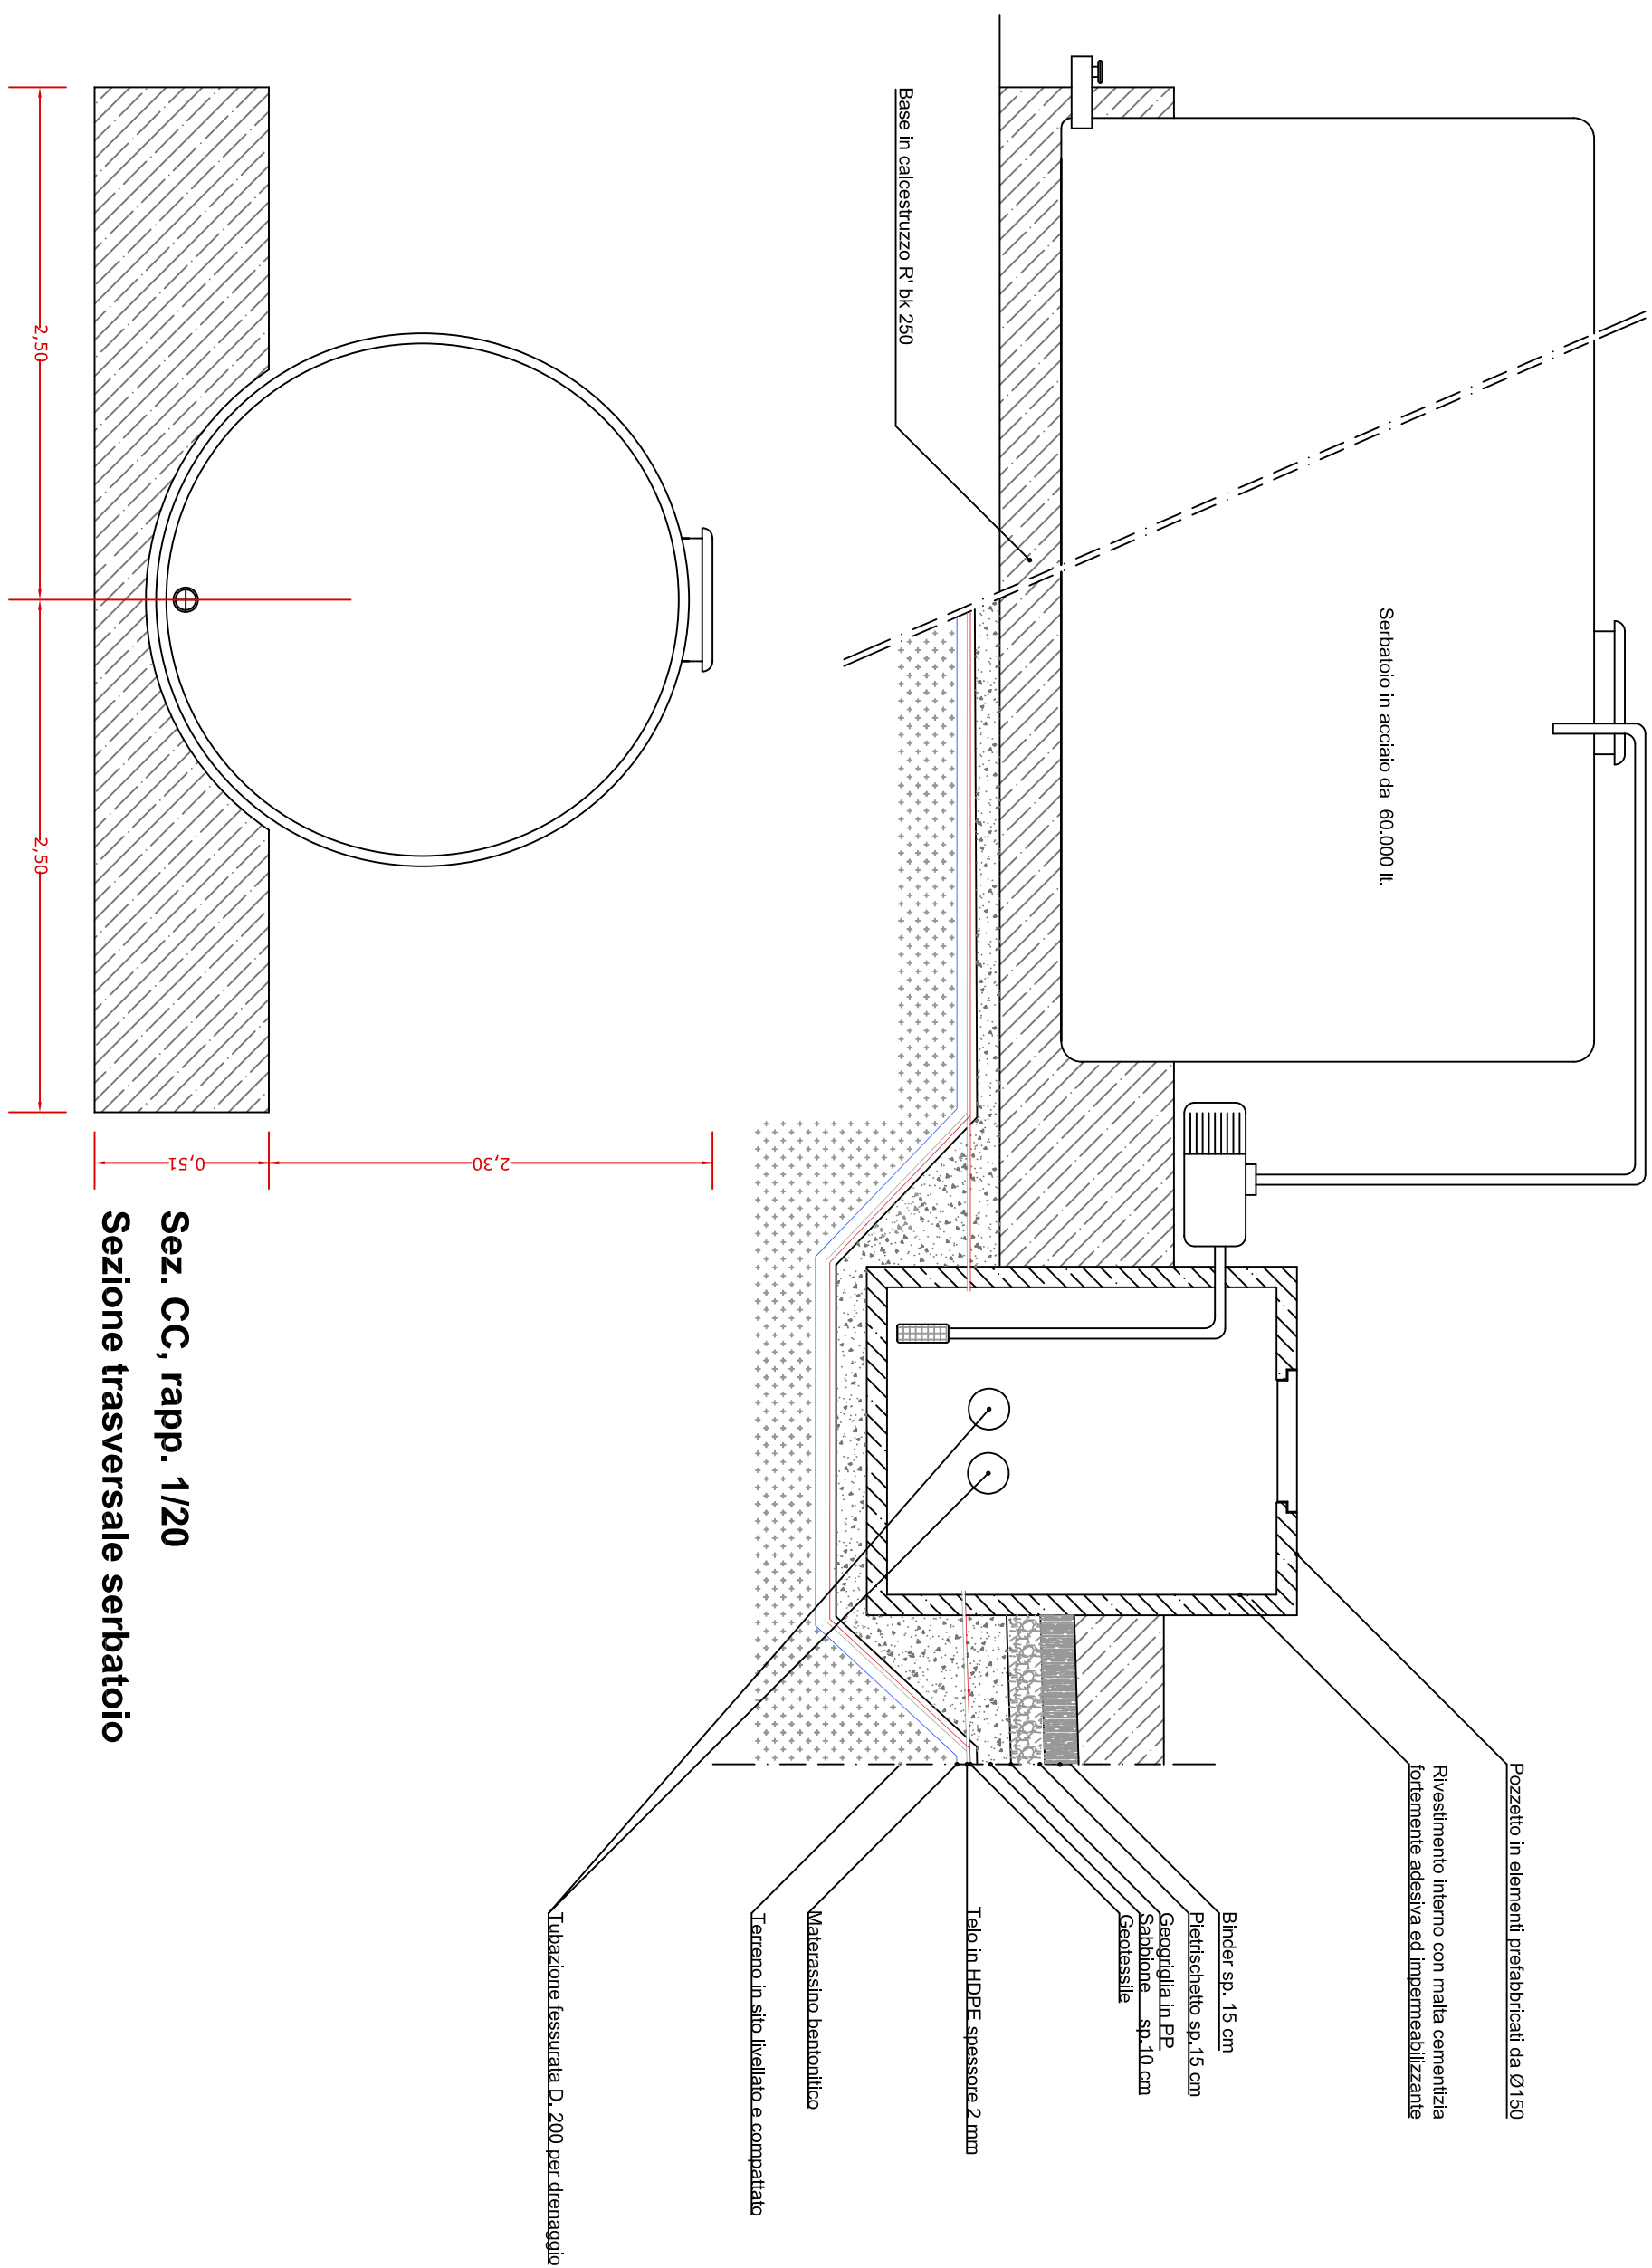 Serbatoio in acciaio da 60.000 lt.
Base in calcestruzzo R' bk 250
Pozzetto in elementi prefabbricati da Ø150
Rivestimento interno con malta cementizia
fortemente adesiva ed impermeabilizzante
Binder sp. 15 cm
Pietrischetto sp.15 cm
Geogriglia in PP
Sabbione sp.10 cm
Geotessile
Telo in HDPE spessore 2 mm
Materassino bentonitico
Terreno in sito livellato e compattato
Tubazione fessurata D. 200 per drenaggio
2,30
0,51
2,50
2,50
Sez. CC, rapp. 1/20
Sezione trasversale serbatoio